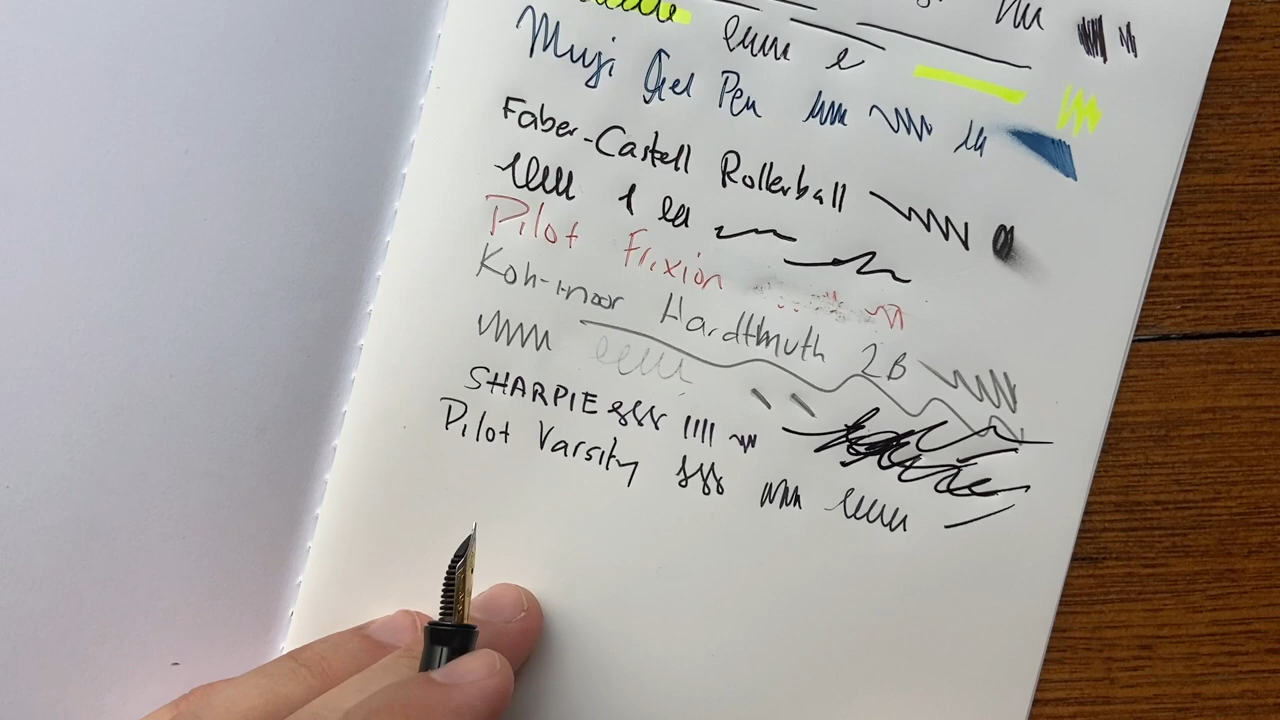 Muji Gel Pen
Faber-Castell Rollerball
Pilot Frixion
Koh-i-noor Hardtmuth 2B
SHARPIE
Pilot Varsity